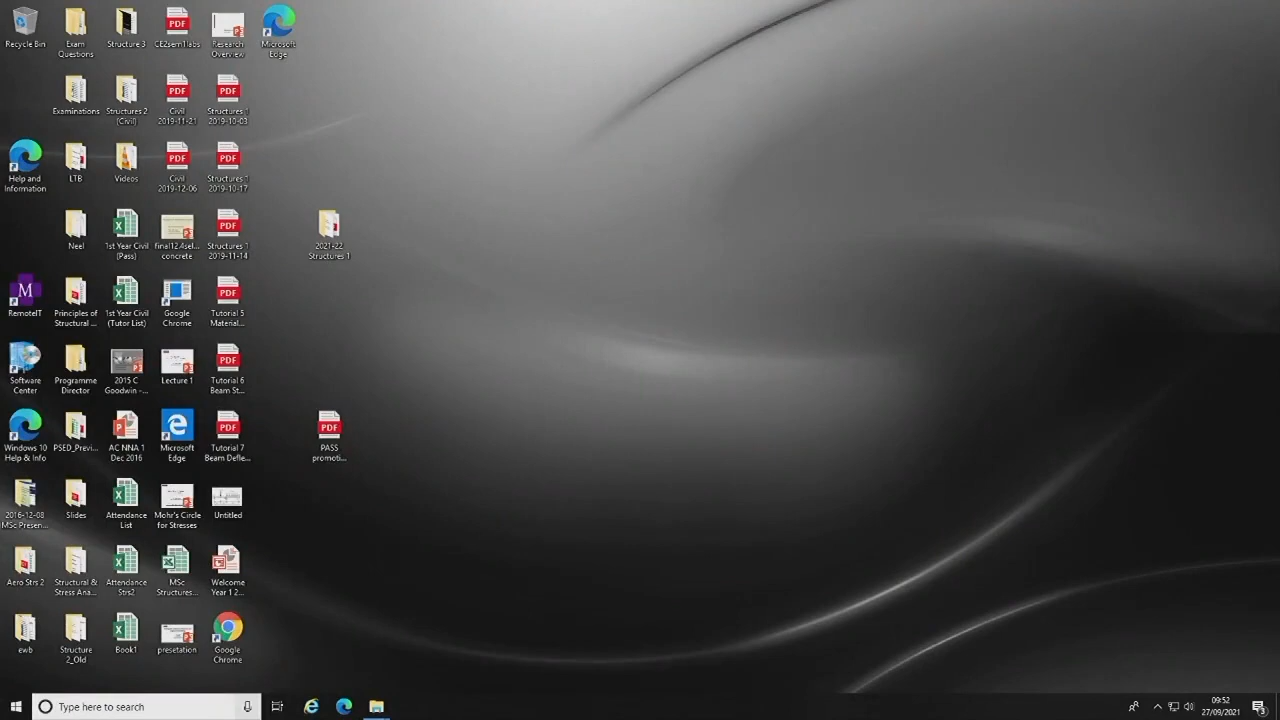 Recycle Bin
Exam
Questions
Structure 3
CE2sem1labs
Research
Overview
Microsoft
Edge
Examinations
Structures 2
(Civil)
Civil
2019-11-21
Structures 1
2019-10-03
Help and
Information
LTB
Videos
Civil
2019-12-06
Structures 1
2019-10-17
Neel
1st Year Civil
(Pass)
final12.4sel...
concrete
Structures 1
2019-11-14
2021-22
Structures 1
RemoteIT
Principles of
Structural ...
1st Year Civil
(Tutor List)
Google
Chrome
Tutorial 5
Material...
Software
Center
Programme
Director
2015 C
Goodwin -...
Lecture 1
Tutorial 6
Beam St...
Windows 10
Help & Info
PSED_Previ...
AC NNA 1
Dec 2016
Microsoft
Edge
Tutorial 7
Beam Defle...
PASS
promoti...
2016-12-08
MSc Presen...
Slides
Attendance
List
Mohr's Circle
for Stresses
Untitled
Aero Strs 2
Structural &
Stress Ana...
Attendance
Strs2
MSc
Structures...
Welcome
Year 1 2...
ewb
Structure
2_Old
Book1
presetation
Google
Chrome
Type here to search
09:52
27/09/2021